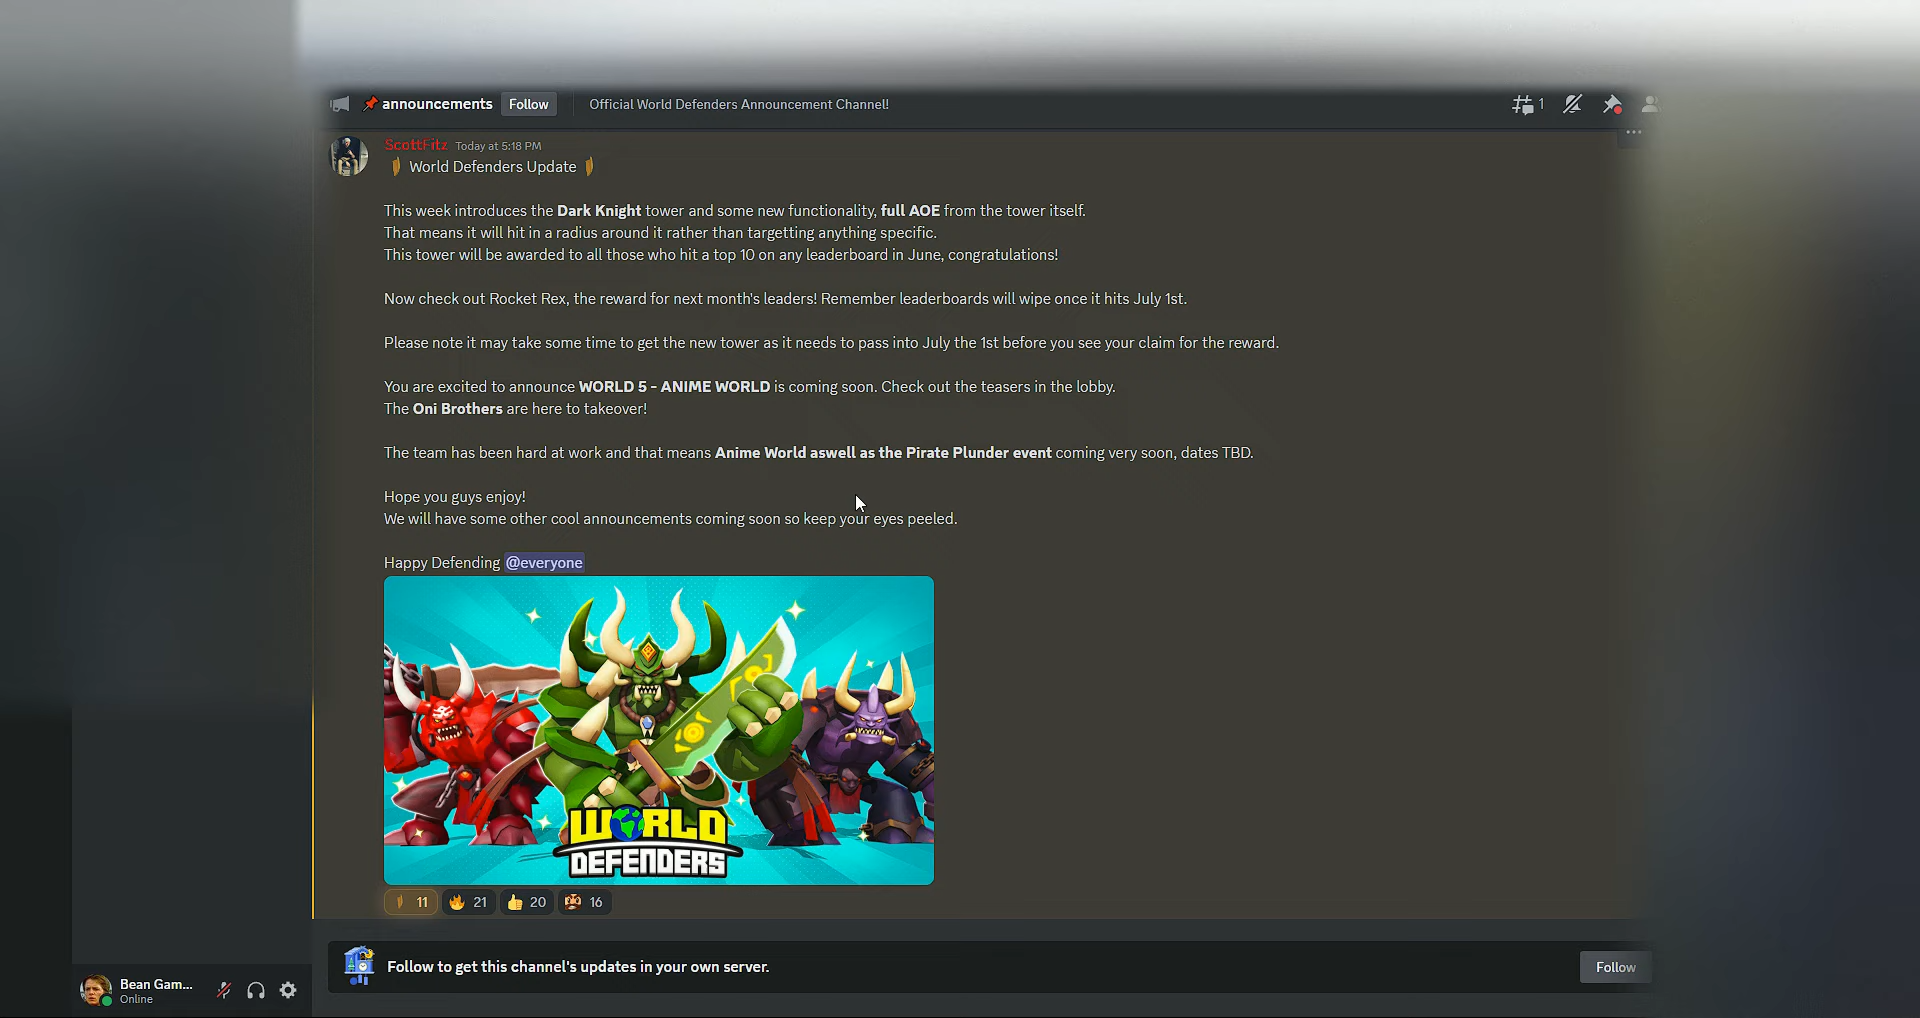 announcements Follow Official World Defenders Announcement Channel! 1
ScottFitz Today at 5:18 PM
World Defenders Update
This week introduces the Dark Knight tower and some new functionality, full AOE from the tower itself.
That means it will hit in a radius around it rather than targetting anything specific.
This tower will be awarded to all those who hit a top 10 on any leaderboard in June, congratulations!
Now check out Rocket Rex, the reward for next month's leaders! Remember leaderboards will wipe once it hits July 1st.
Please note it may take some time to get the new tower as it needs to pass into July the 1st before you see your claim for the reward.
You are excited to announce WORLD 5 - ANIME WORLD is coming soon. Check out the teasers in the lobby.
The Oni Brothers are here to takeover!
The team has been hard at work and that means Anime World aswell as the Pirate Plunder event coming very soon, dates TBD.
Hope you guys enjoy!
We will have some other cool announcements coming soon so keep your eyes peeled.
Happy Defending @everyone
WORLD
DEFENDERS
11 21 20 16
Follow to get this channel's updates in your own server. Follow
Bean Gam...
Online